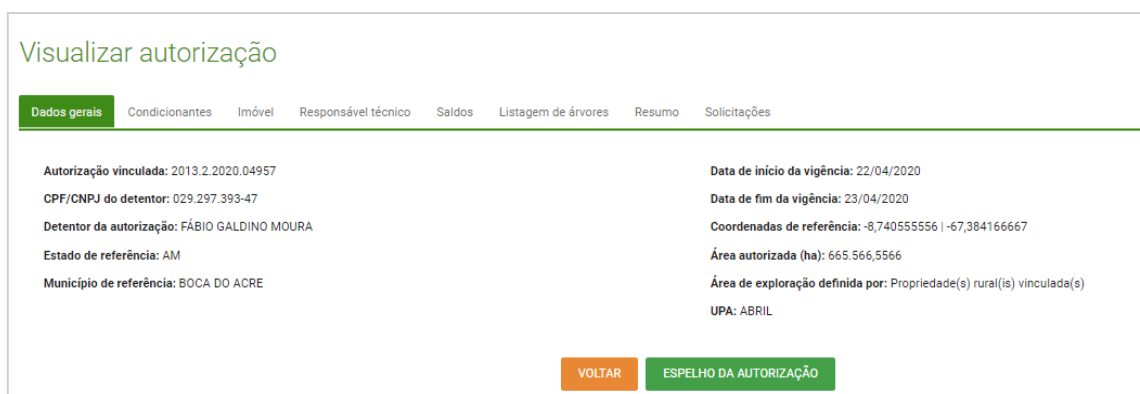 Visualizar autorização
Dados gerais Condicionantes Imóvel Responsável técnico Saldos Listagem de árvores Resumo Solicitações
Autorização vinculada: 2013.2.2020.04957
CPF/CNPJ do detentor: 029.297.393-47
Detentor da autorização: FÁBIO GALDINO MOURA
Estado de referência: AM
Município de referência: BOCA DO ACRE
Data de início da vigência: 22/04/2020
Data de fim da vigência: 23/04/2020
Coordenadas de referência: -8,740555556 | -67,384166667
Área autorizada (ha): 665.566,5566
Área de exploração definida por: Propriedade(s) rural(is) vinculada(s)
UPA: ABRIL
VOLTAR ESPELHO DA AUTORIZAÇÃO